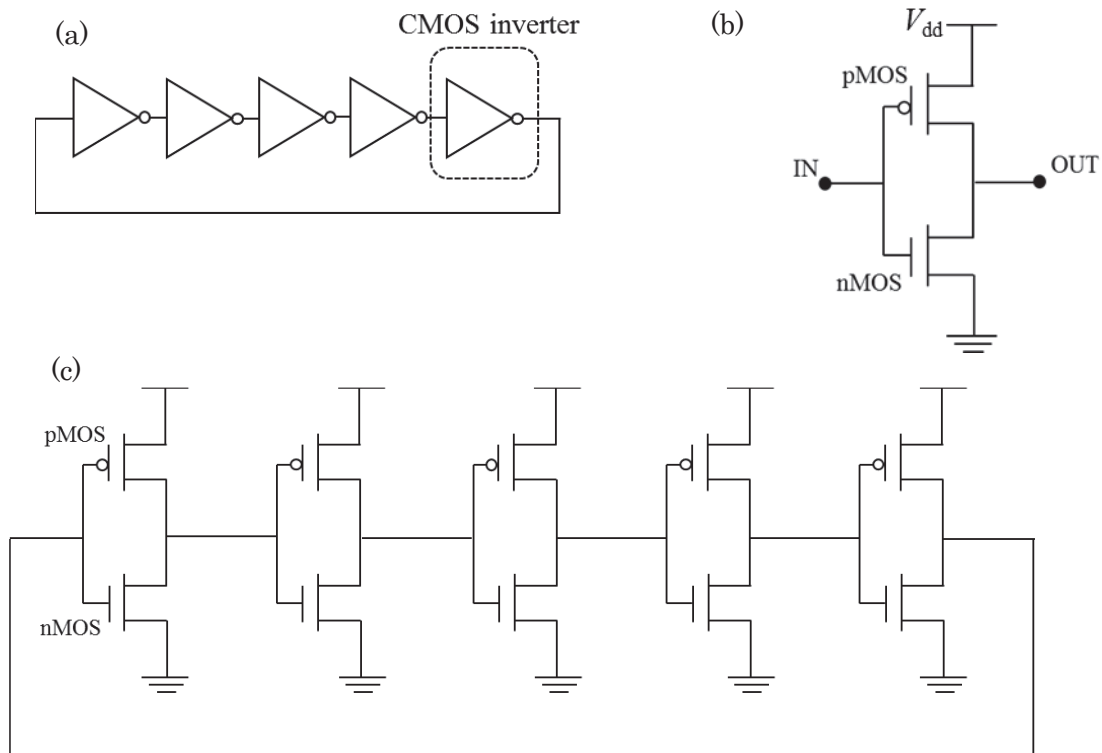 (a)
CMOS inverter
(b)
Vdd
pMOS
IN
OUT
nMOS
(c)
pMOS
nMOS